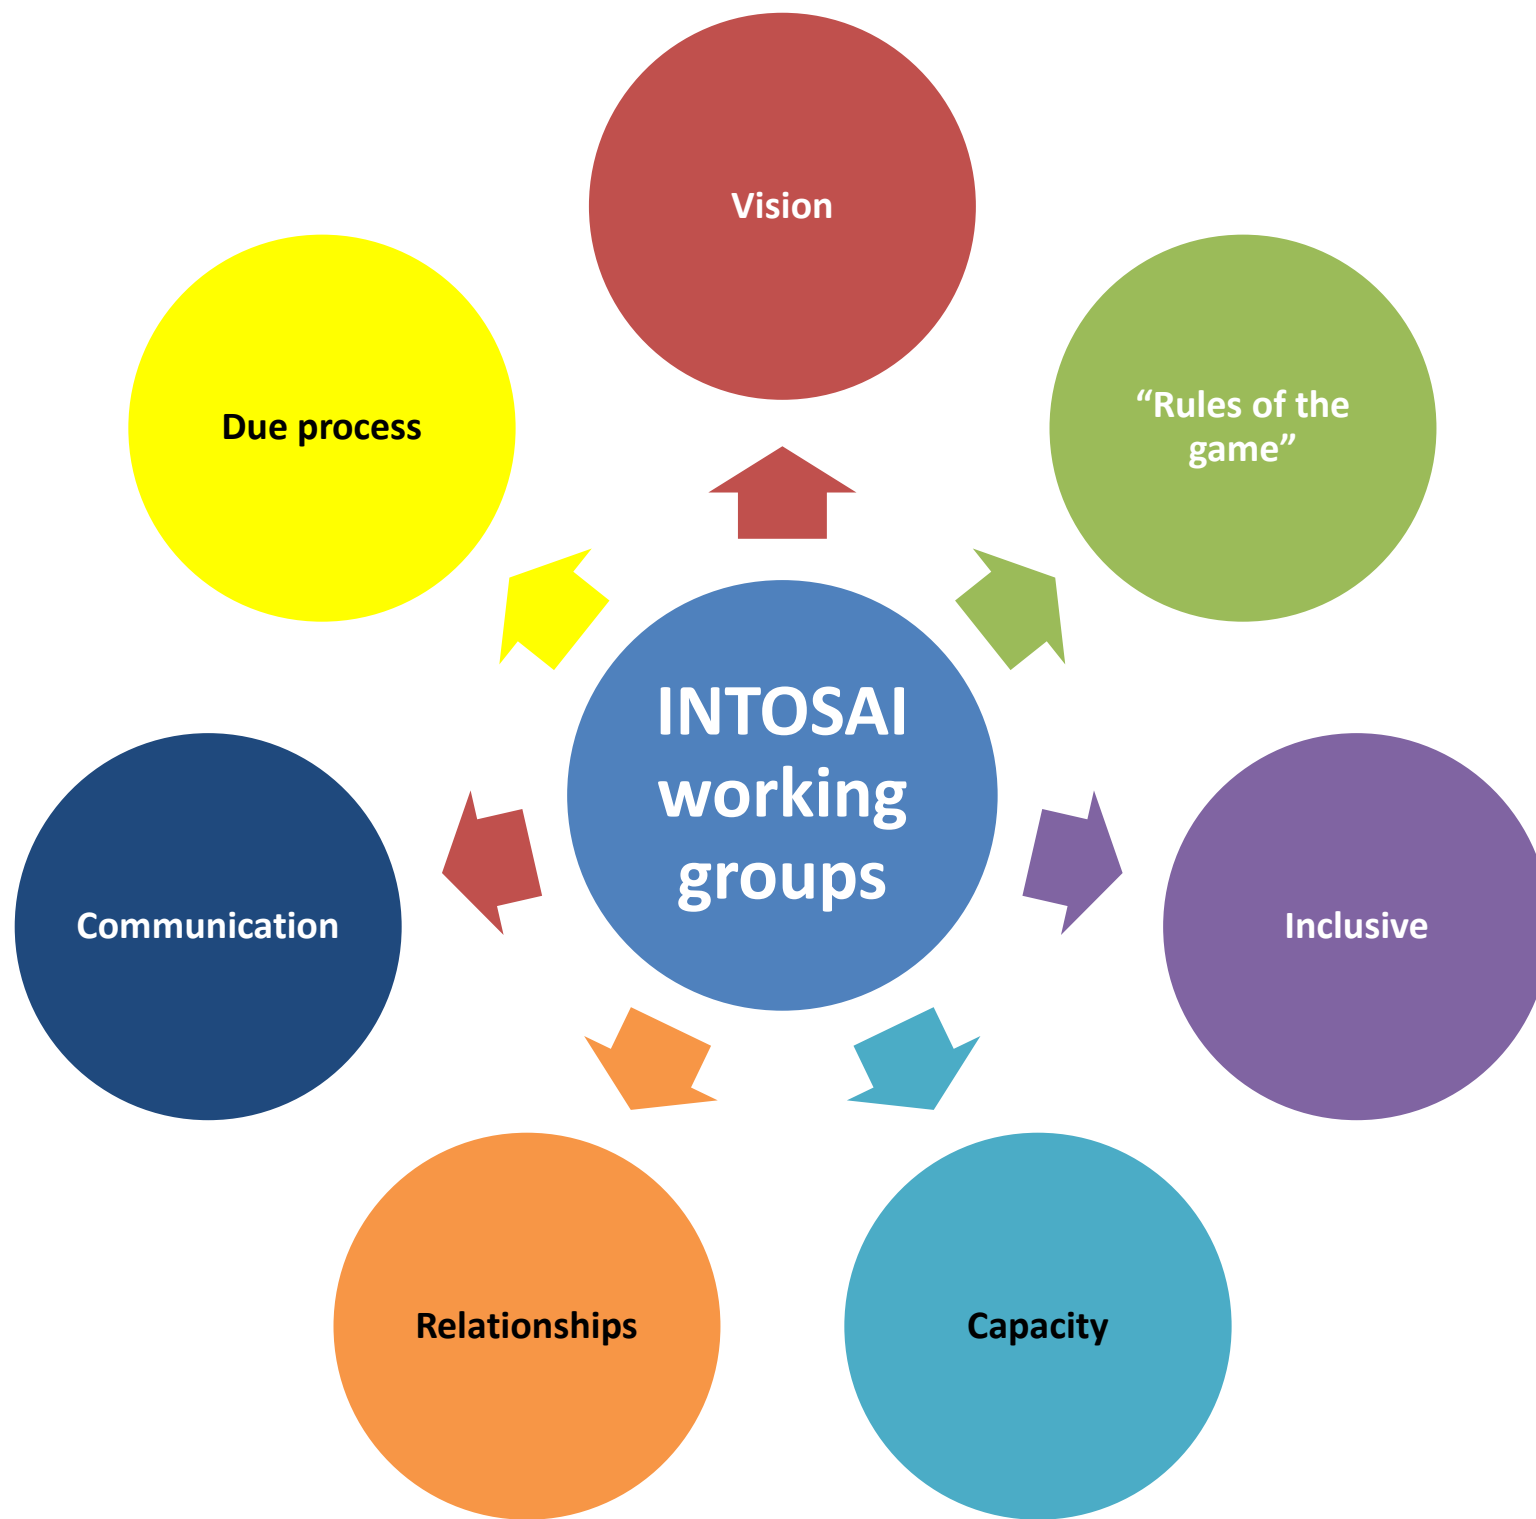 Vision
“Rules of the
game”
Due process
INTOSAI
working
groups
Communication
Inclusive
Relationships
Capacity